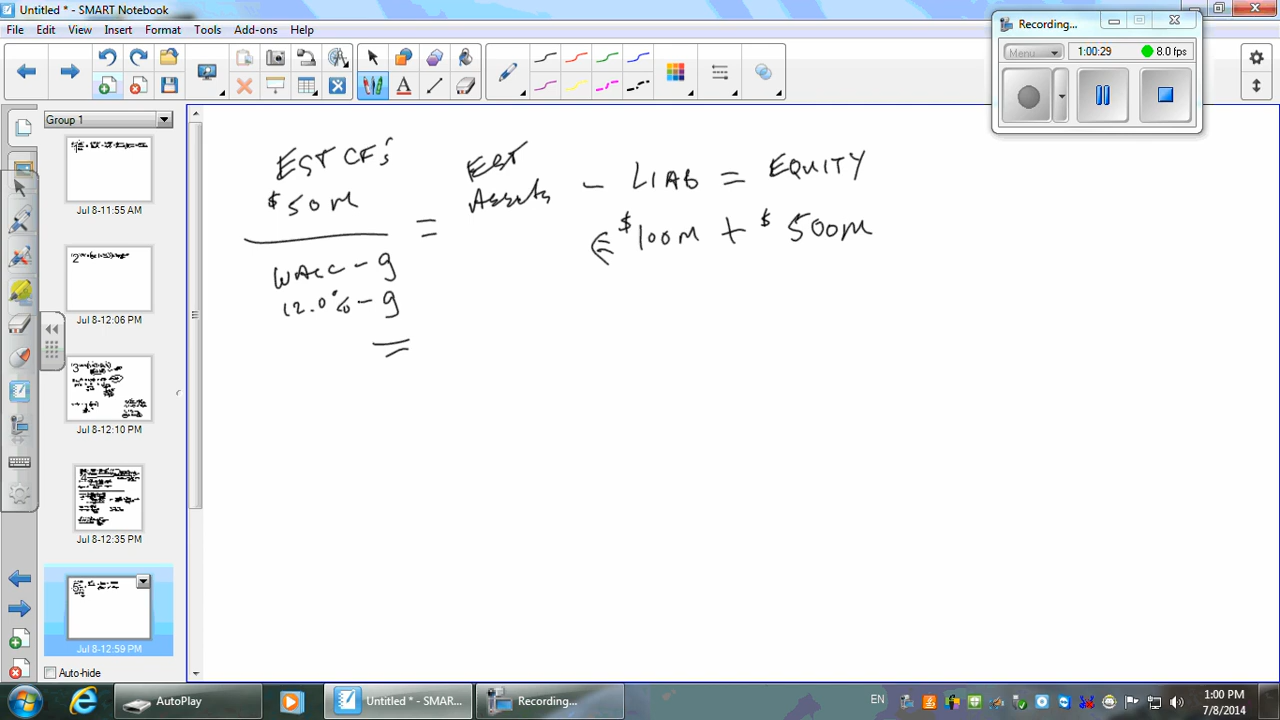 Untitled * - SMART Notebook
File Edit View Insert Format Tools Add-ons Help
Recording...
Menu
1:00:29
8.0 fps
Group 1
Jul 8-11:55 AM
Jul 8-12:06 PM
Jul 8-12:10 PM
Jul 8-12:35 PM
Jul 8-12:59 PM
Auto-hide
EST CF's
$50M
WACC - g
12.0% - g
=
= EST Assets - LIAB = EQUITY
$100M + $500M
AutoPlay
Untitled * - SMAR...
Recording...
EN
1:00 PM
7/8/2014